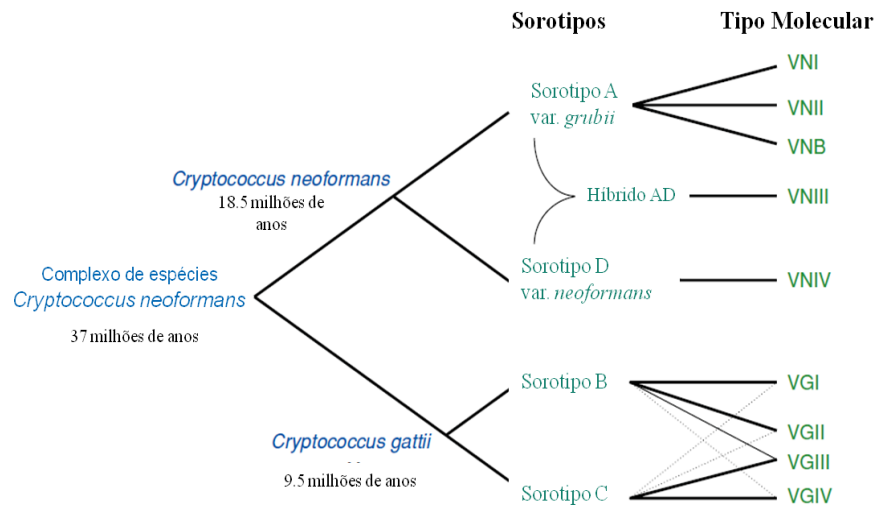 Sorotipos
Tipo Molecular
VNI
Sorotipo A
var. grubii
VNII
VNB
Cryptococcus neoformans
18.5 milhões de
anos
Híbrido AD
VNIII
Complexo de espécies
Cryptococcus neoformans
37 milhões de anos
Sorotipo D
var. neoformans
VNIV
Sorotipo B
VGI
VGII
Cryptococcus gattii
9.5 milhões de anos
VGIII
Sorotipo C
VGIV